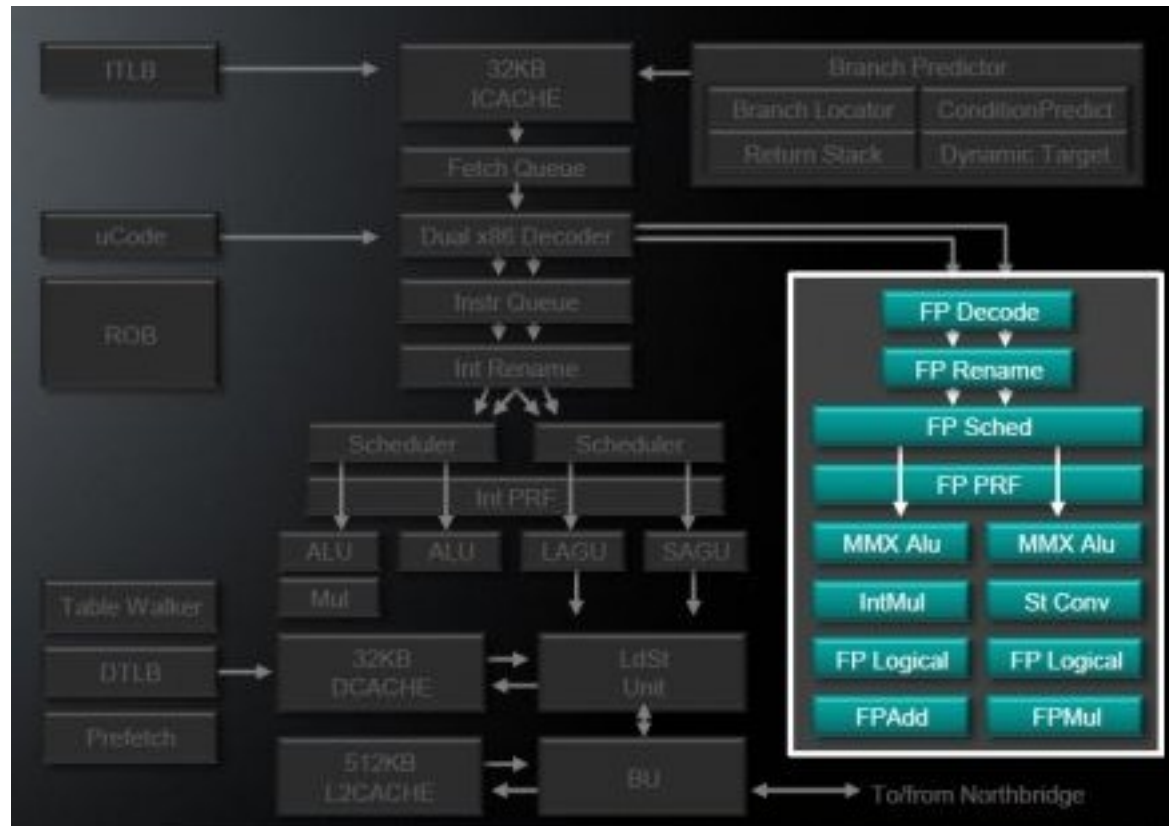 ITLB
32KB
ICACHE
Branch Predictor
Branch Locator
ConditionPredict
Return Stack
Dynamic Target
Fetch Queue
uCode
Dual x86 Decoder
ROB
Instr Queue
Int Rename
Scheduler
Scheduler
Int PRF
ALU
ALU
LAGU
SAGU
Mul
Table Walker
DTLB
Prefetch
32KB
DCACHE
LdSt
Unit
512KB
L2CACHE
BU
To/from Northbridge
FP Decode
FP Rename
FP Sched
FP PRF
MMX Alu
MMX Alu
IntMul
St Conv
FP Logical
FP Logical
FPAdd
FPMul